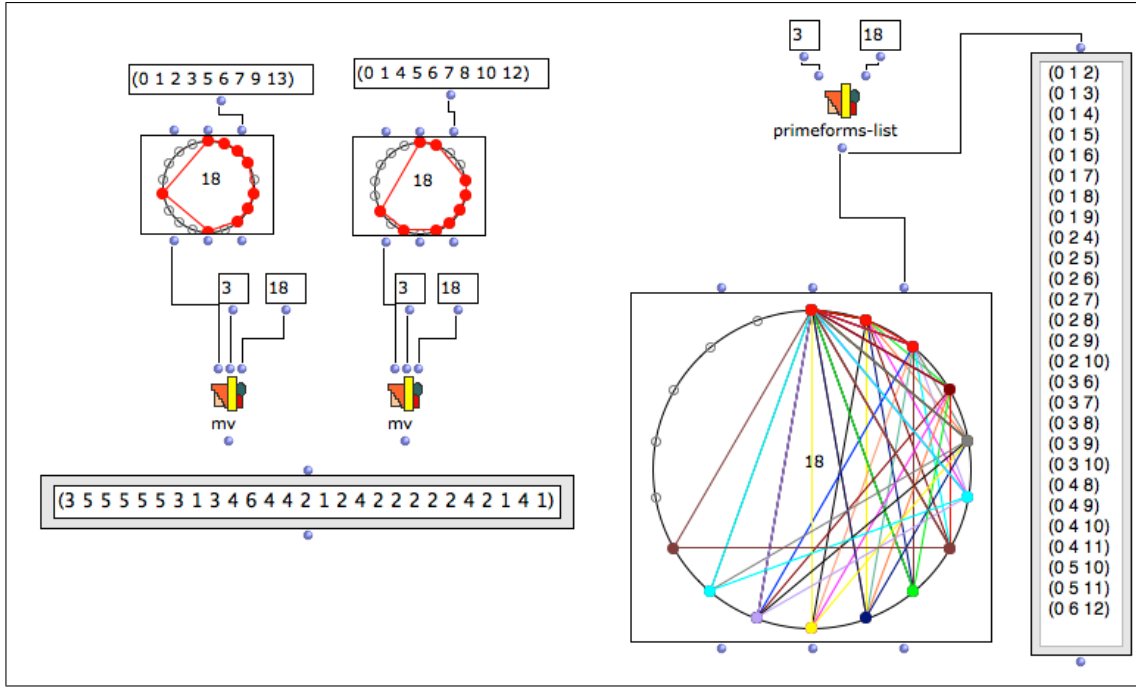 (0 1 2 3 5 6 7 9 13)
18
3
18
mv
(0 1 4 5 6 7 8 10 12)
18
3
18
mv
(3 5 5 5 5 5 3 1 3 4 6 4 4 2 1 2 4 2 2 2 2 2 4 2 1 4 1)
3
18
primeforms-list
18
(0 1 2)
(0 1 3)
(0 1 4)
(0 1 5)
(0 1 6)
(0 1 7)
(0 1 8)
(0 1 9)
(0 2 4)
(0 2 5)
(0 2 6)
(0 2 7)
(0 2 8)
(0 2 9)
(0 2 10)
(0 3 6)
(0 3 7)
(0 3 8)
(0 3 9)
(0 3 10)
(0 4 8)
(0 4 9)
(0 4 10)
(0 4 11)
(0 5 10)
(0 5 11)
(0 6 12)